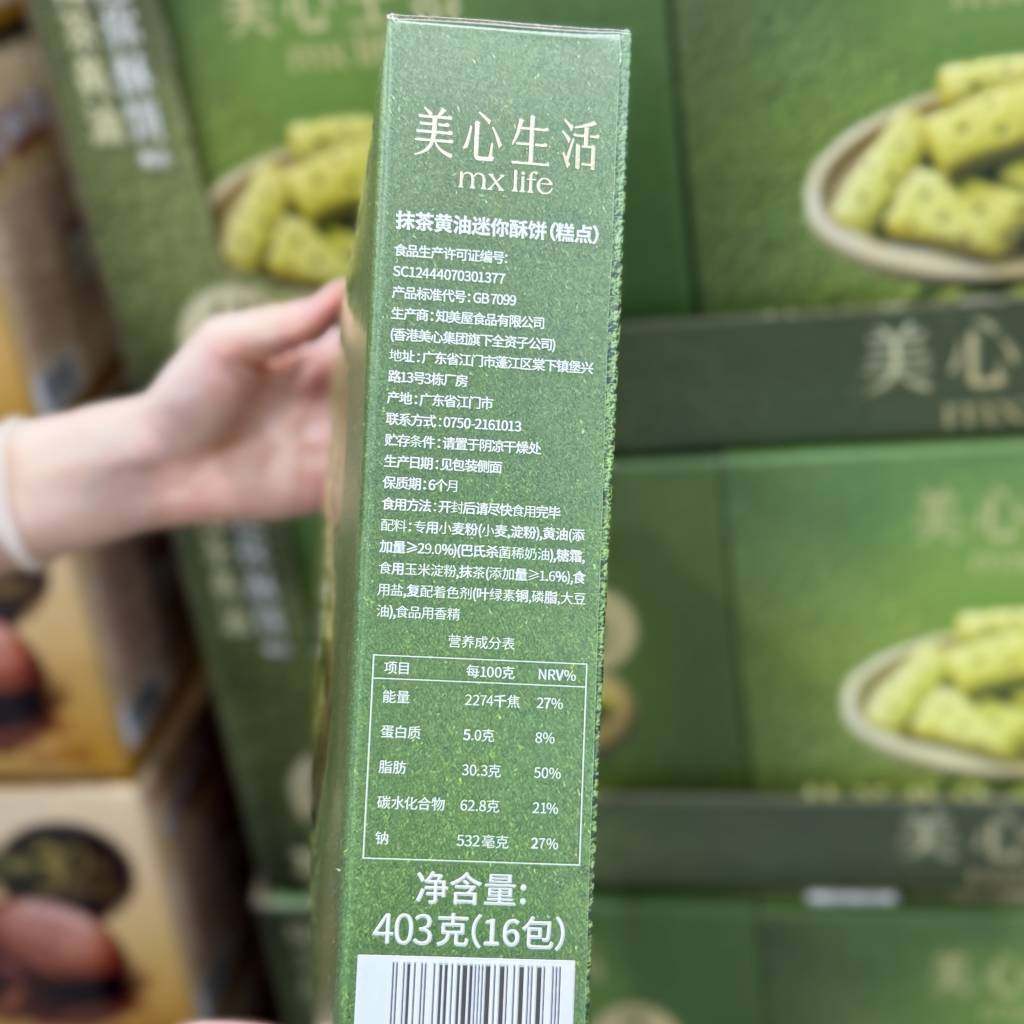 美心生活
mx life
抹茶黄油迷你酥饼(糕点)
食品生产许可证编号:
SC12444070301377
产品标准代号:GB 7099
生产商:知美屋食品有限公司
(香港美心集团旗下全资子公司)
地址:广东省江门市蓬江区棠下镇堡兴
路13号3栋厂房
产地:广东省江门市
联系方式:0750-2161013
贮存条件:请置于阴凉干燥处
生产日期:见包装侧面
保质期:6个月
食用方法:开封后请尽快食用完毕
配料:专用小麦粉(小麦,淀粉),黄油(添
加量≥29.0%)(巴氏杀菌稀奶油),糖霜,
食用玉米淀粉,抹茶(添加量≥1.6%),食
用盐,复配着色剂(叶绿素铜,磷脂,大豆
油),食品用香精
营养成分表
项目 每100克 NRV%
能量 2274千焦 27%
蛋白质 5.0克 8%
脂肪 30.3克 50%
碳水化合物 62.8克 21%
钠 532毫克 27%
净含量:
403克(16包)
美心
美心
美心